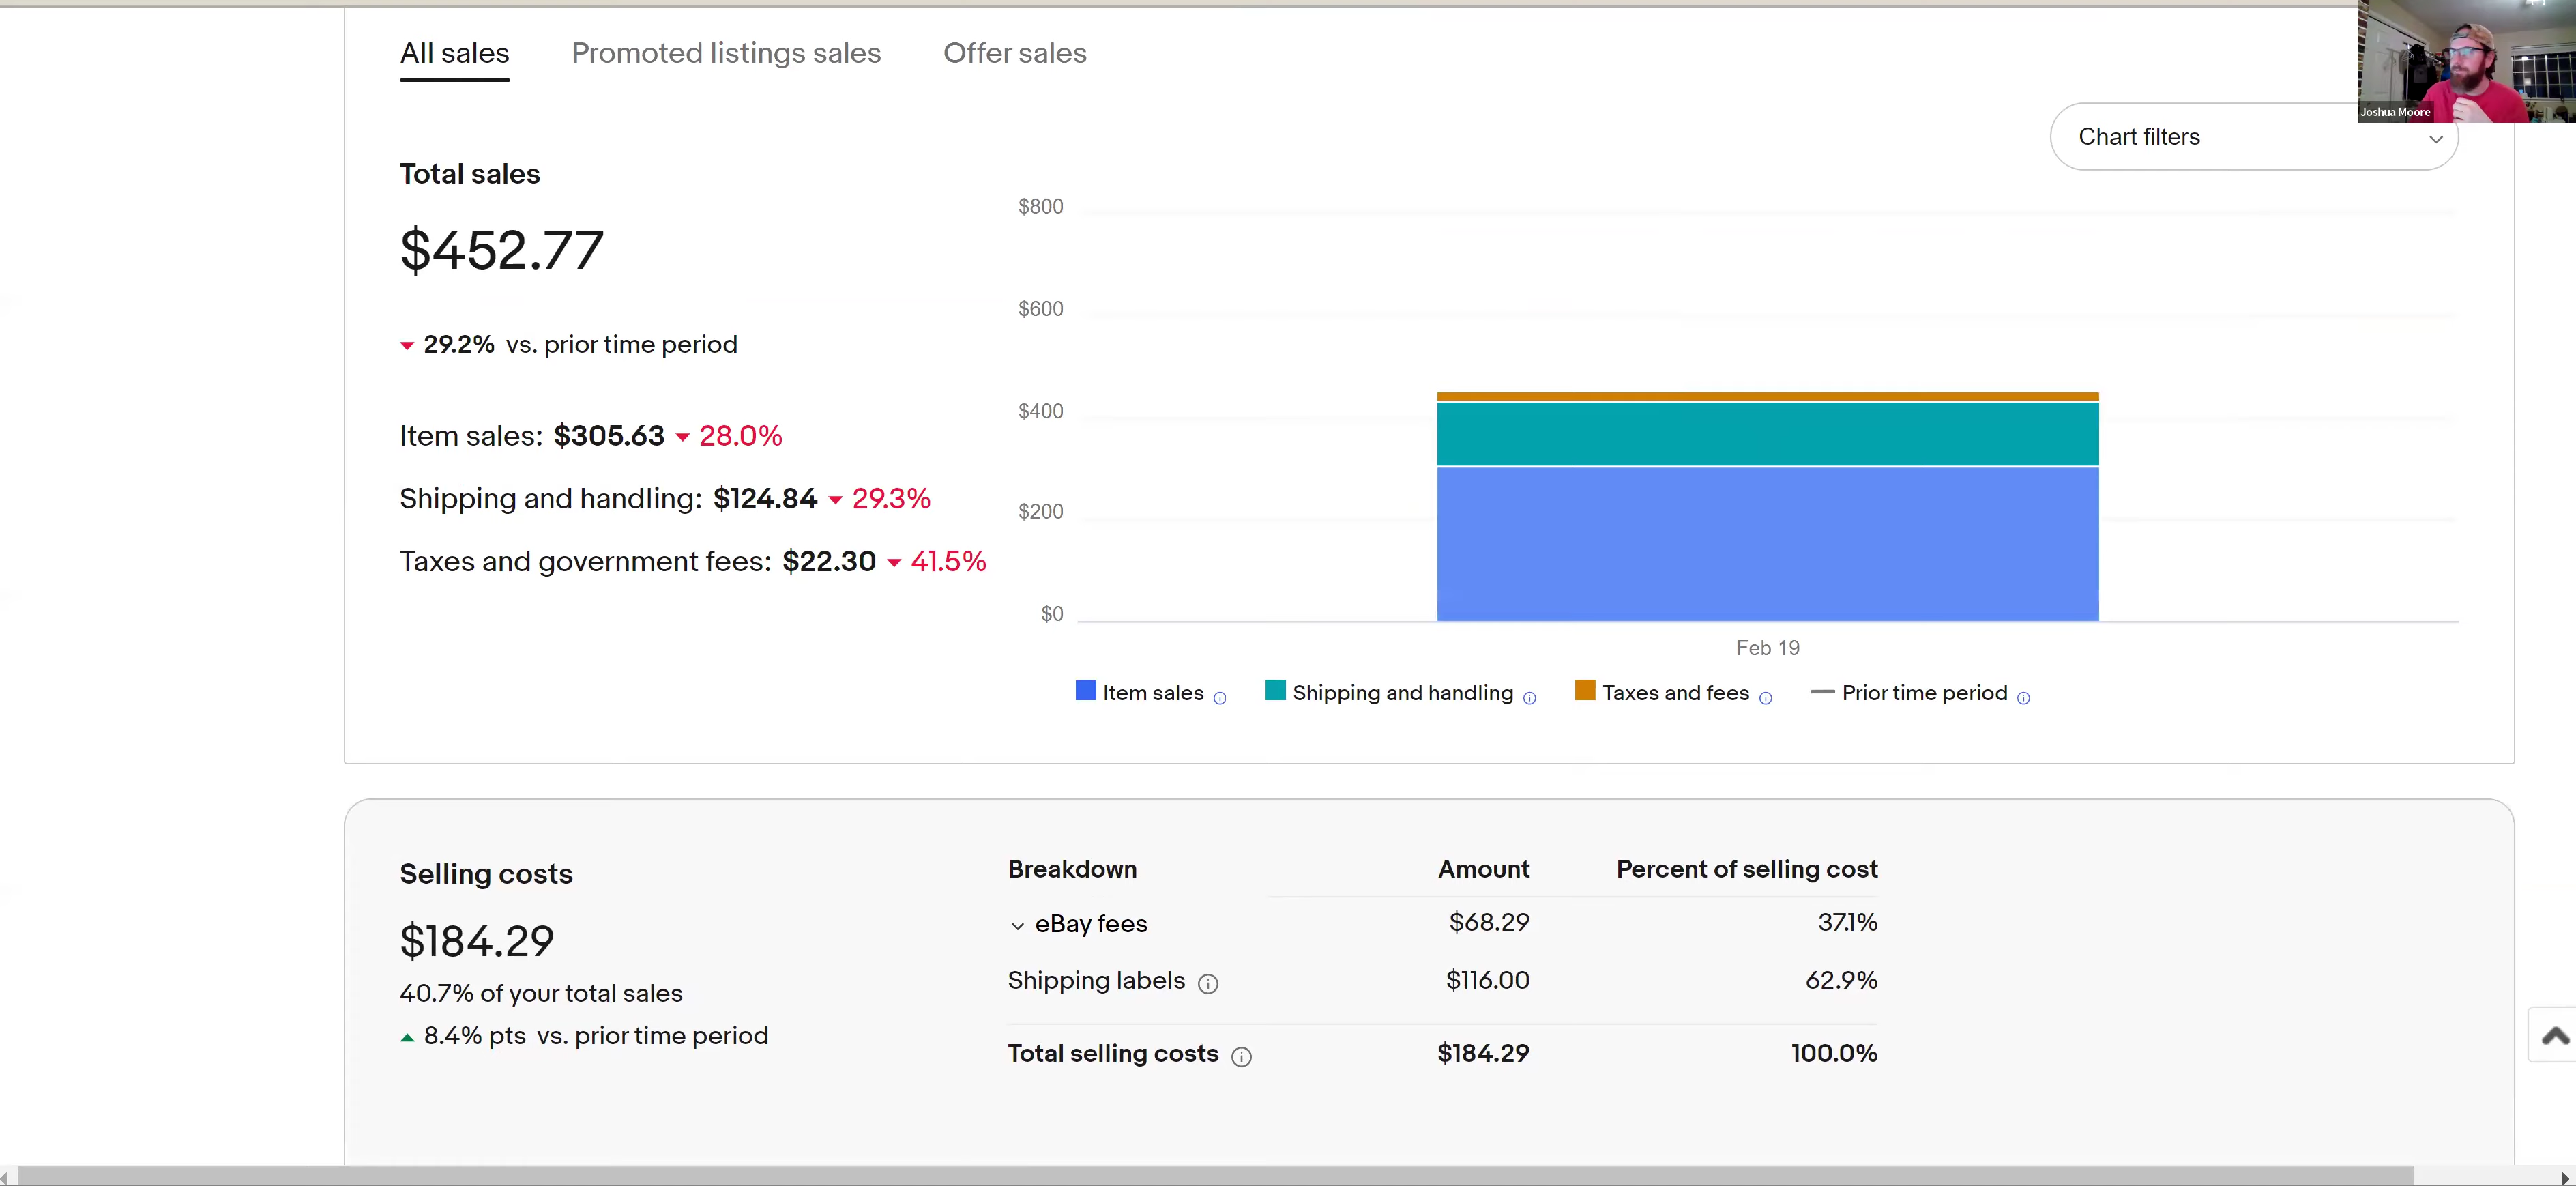 All sales Promoted listings sales Offer sales
Joshua Moore
Chart filters
Total sales
$452.77
29.2% vs. prior time period
Item sales: $305.63 28.0%
Shipping and handling: $124.84 29.3%
Taxes and government fees: $22.30 41.5%
$800
$600
$400
$200
$0
Feb 19
Item sales Shipping and handling Taxes and fees Prior time period
Selling costs
$184.29
40.7% of your total sales
8.4% pts vs. prior time period
Breakdown Amount Percent of selling cost
eBay fees $68.29 37.1%
Shipping labels $116.00 62.9%
Total selling costs $184.29 100.0%